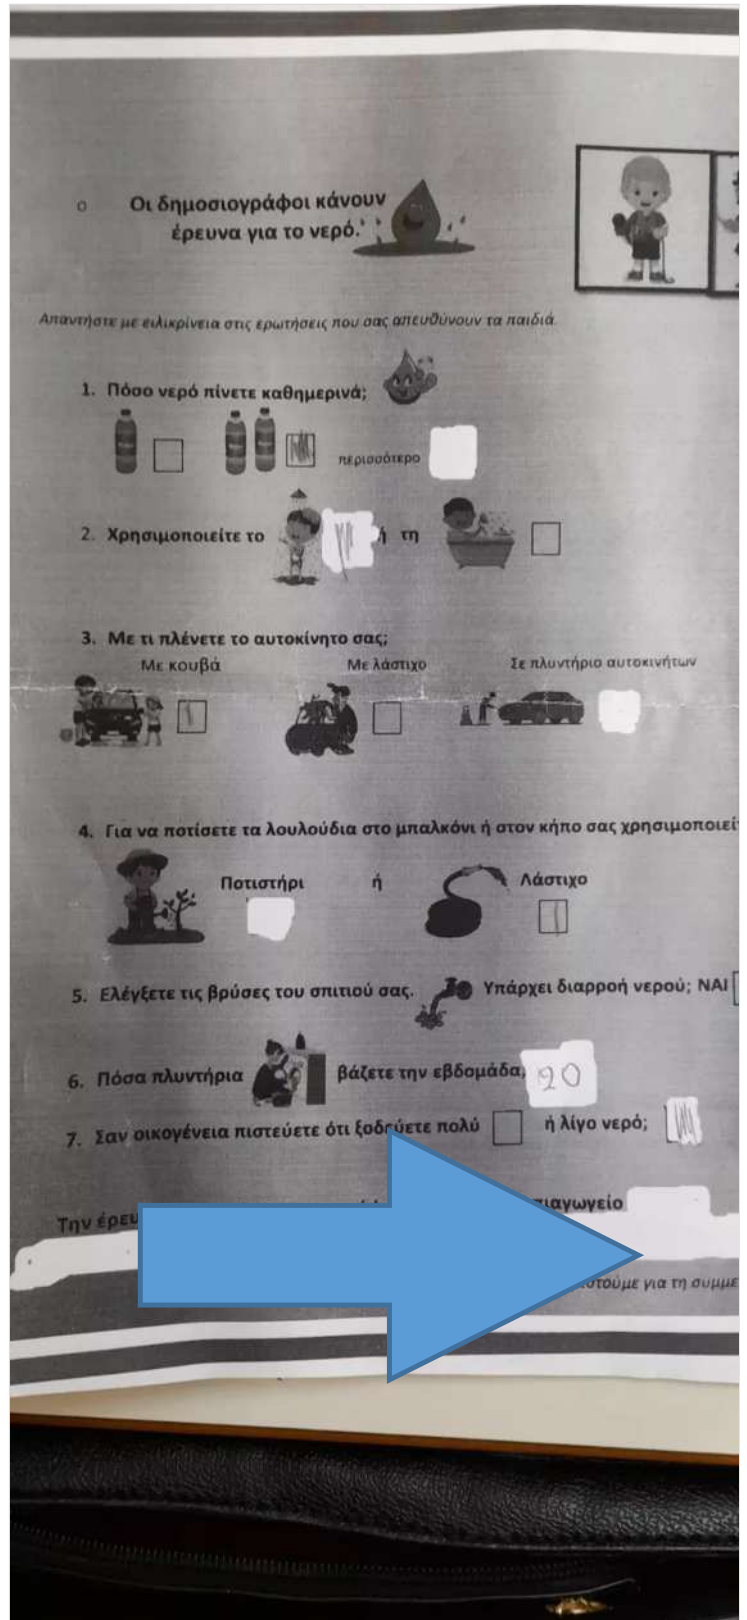 Οι δημοσιογράφοι κάνουν
έρευνα για το νερό.
Απαντήστε με ειλικρίνεια στις ερωτήσεις που σας απευθύνουν τα παιδιά.
1. Πόσο νερό πίνετε καθημερινά;
περισσότερο
2. Χρησιμοποιείτε το ή τη
3. Με τι πλένετε το αυτοκίνητο σας;
Με κουβά Με λάστιχο Σε πλυντήριο αυτοκινήτων
4. Για να ποτίσετε τα λουλούδια στο μπαλκόνι ή στον κήπο σας χρησιμοποιεί
Ποτιστήρι ή Λάστιχο
5. Ελέγξετε τις βρύσες του σπιτιού σας. Υπάρχει διαρροή νερού; ΝΑΙ
6. Πόσα πλυντήρια βάζετε την εβδομάδα; 20
7. Σαν οικογένεια πιστεύετε ότι ξοδεύετε πολύ ή λίγο νερό;
Την έρευ
για τη συμμε